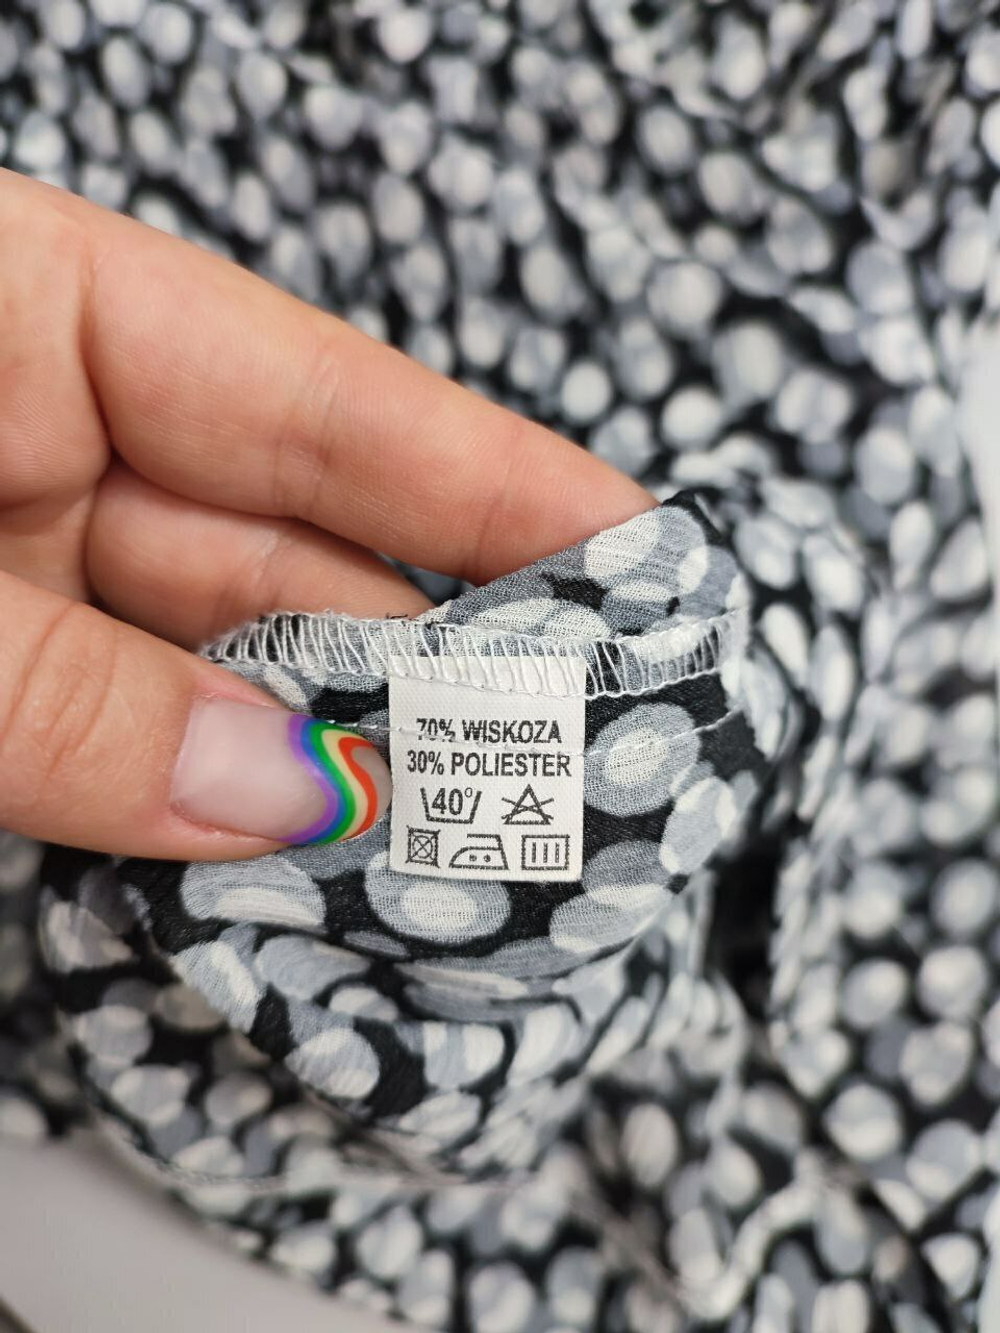 70% WISKOZA
30% POLIESTER
40°